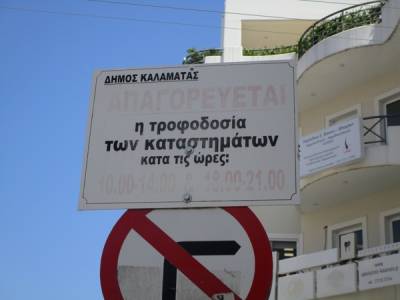 ΔΗΜΟΣ ΚΑΛΑΜΑΤΑΣ
ΑΠΑΓΟΡΕΥΕΤΑΙ
η τροφοδοσία
των καταστημάτων
κατα τις ώρες:
10.00-14.00 & 18.00-21.00